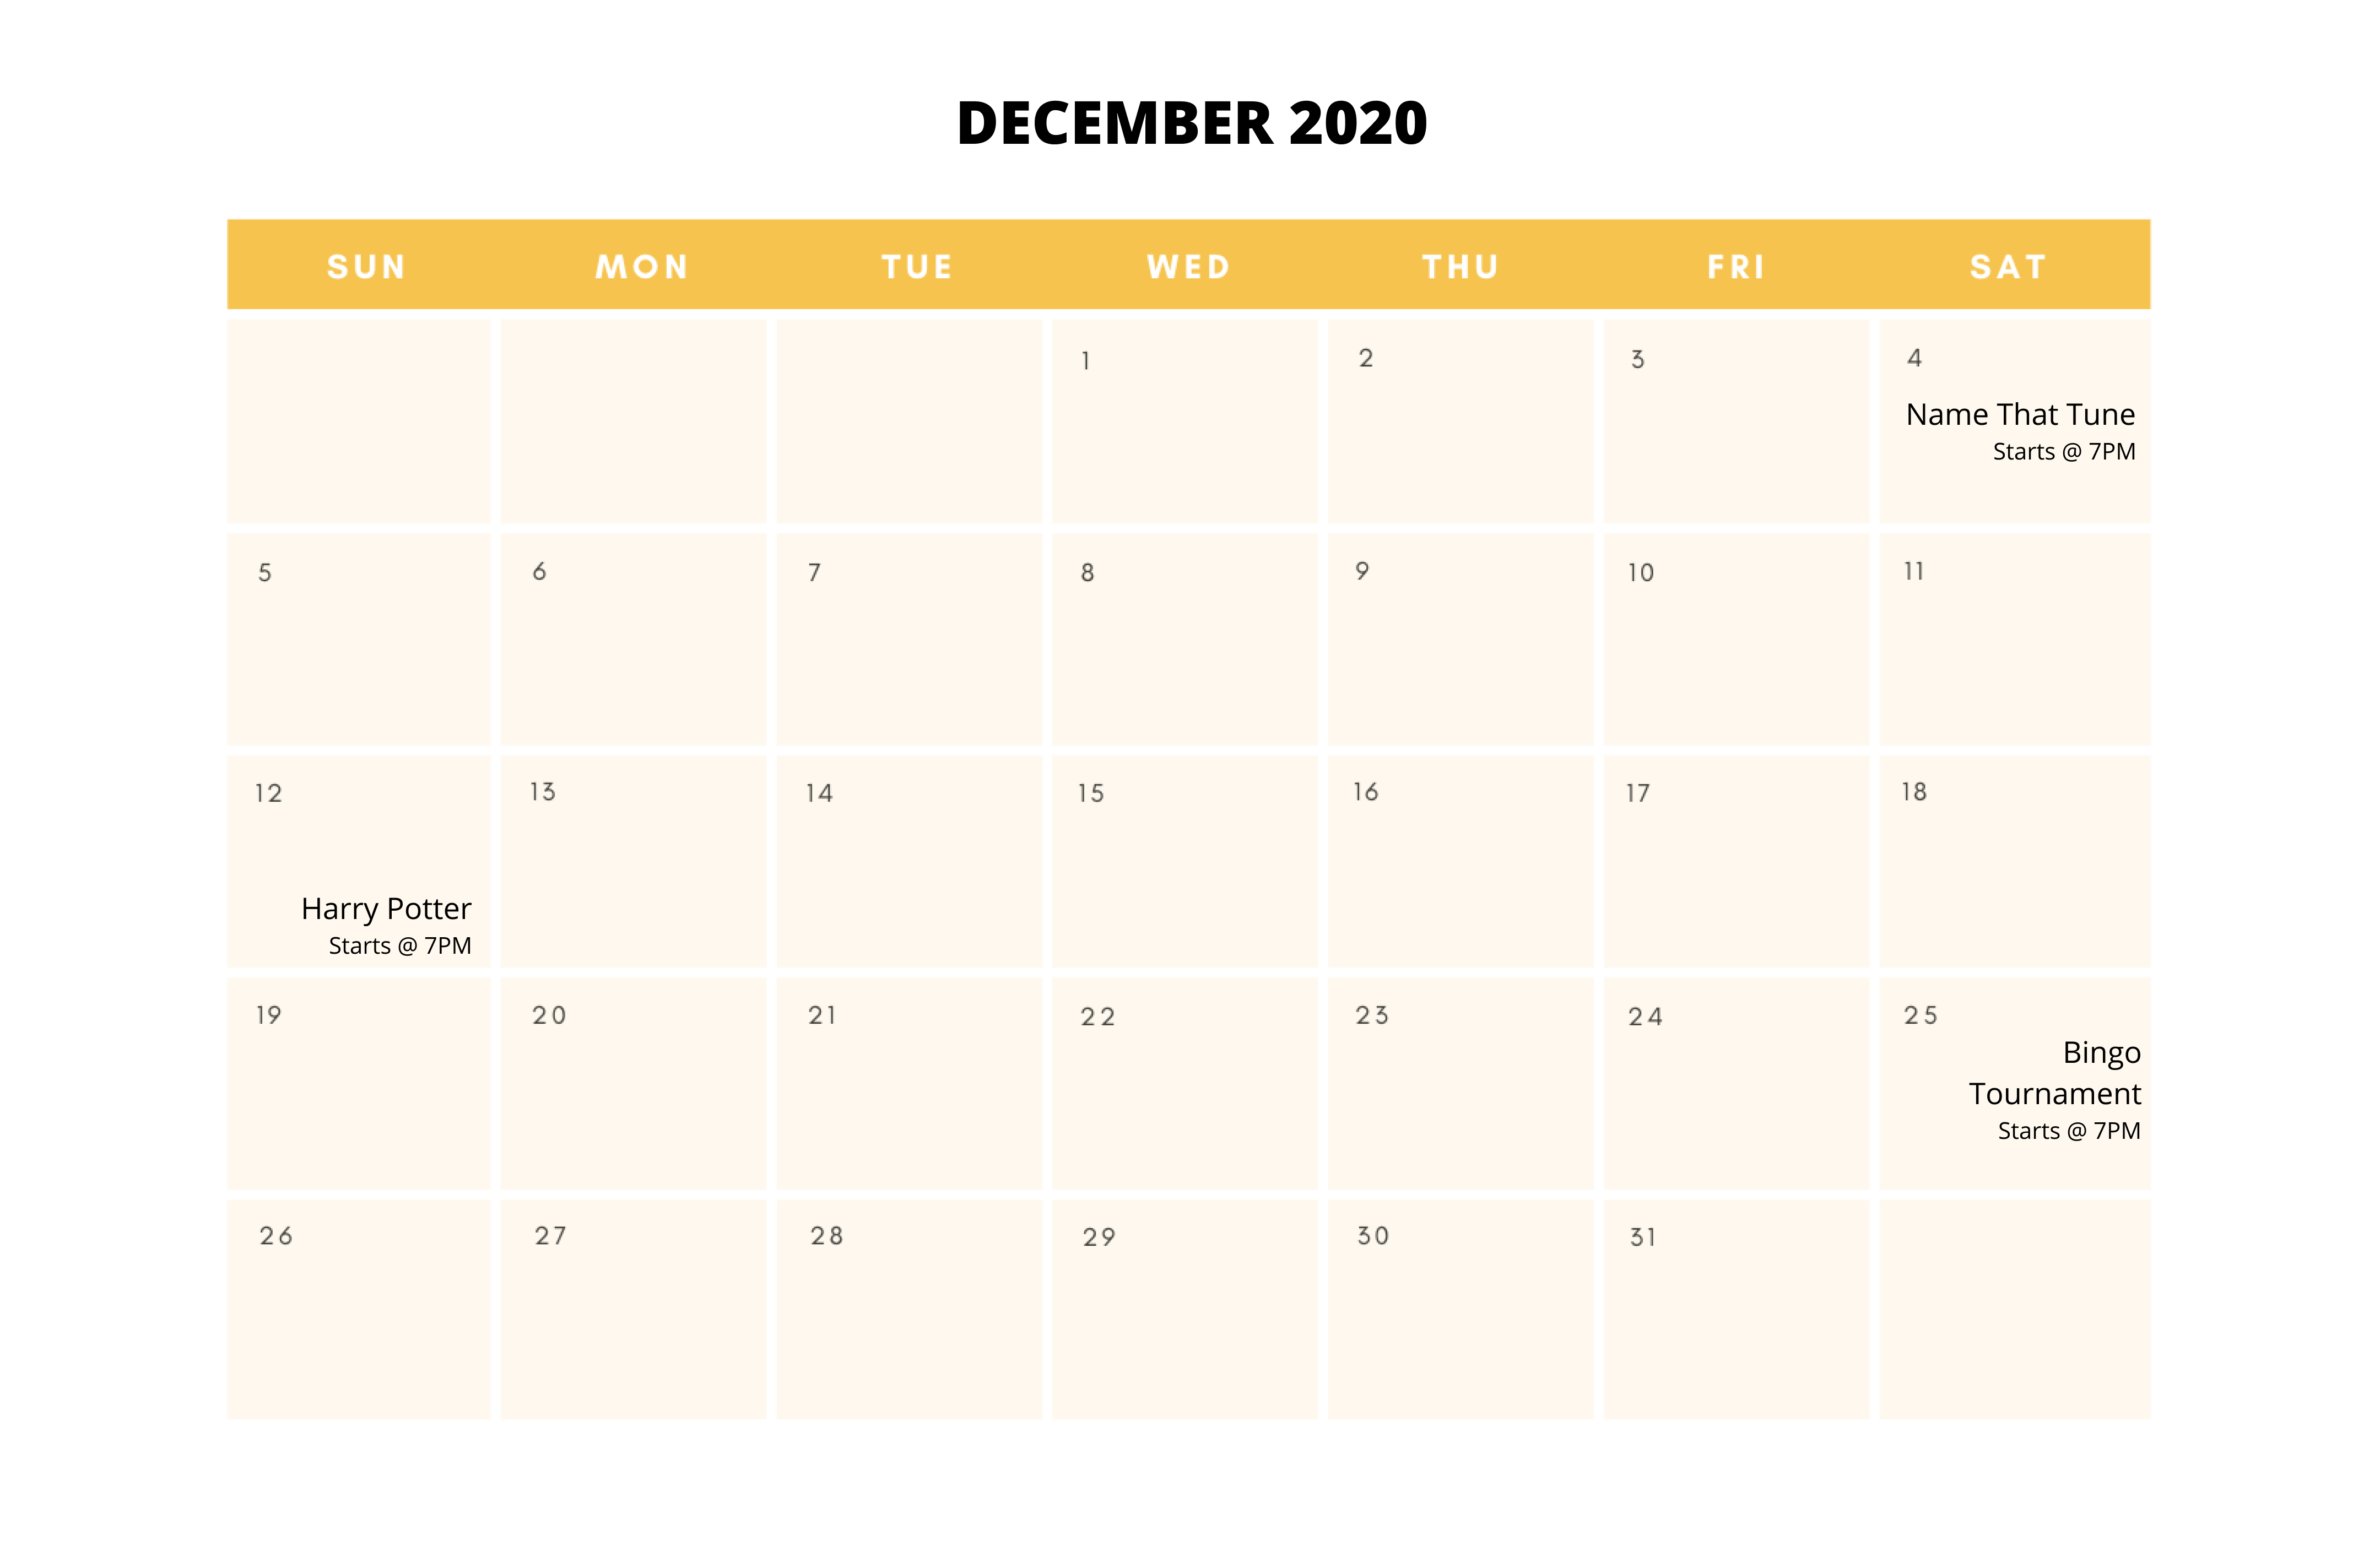 DECEMBER 2020
SUN MON TUE WED THU FRI SAT
1 2 3 4
Name That Tune
Starts @ 7PM
5 6 7 8 9 10 11
12 13 14 15 16 17 18
Harry Potter
Starts @ 7PM
19 20 21 22 23 24 25
Bingo
Tournament
Starts @ 7PM
26 27 28 29 30 31